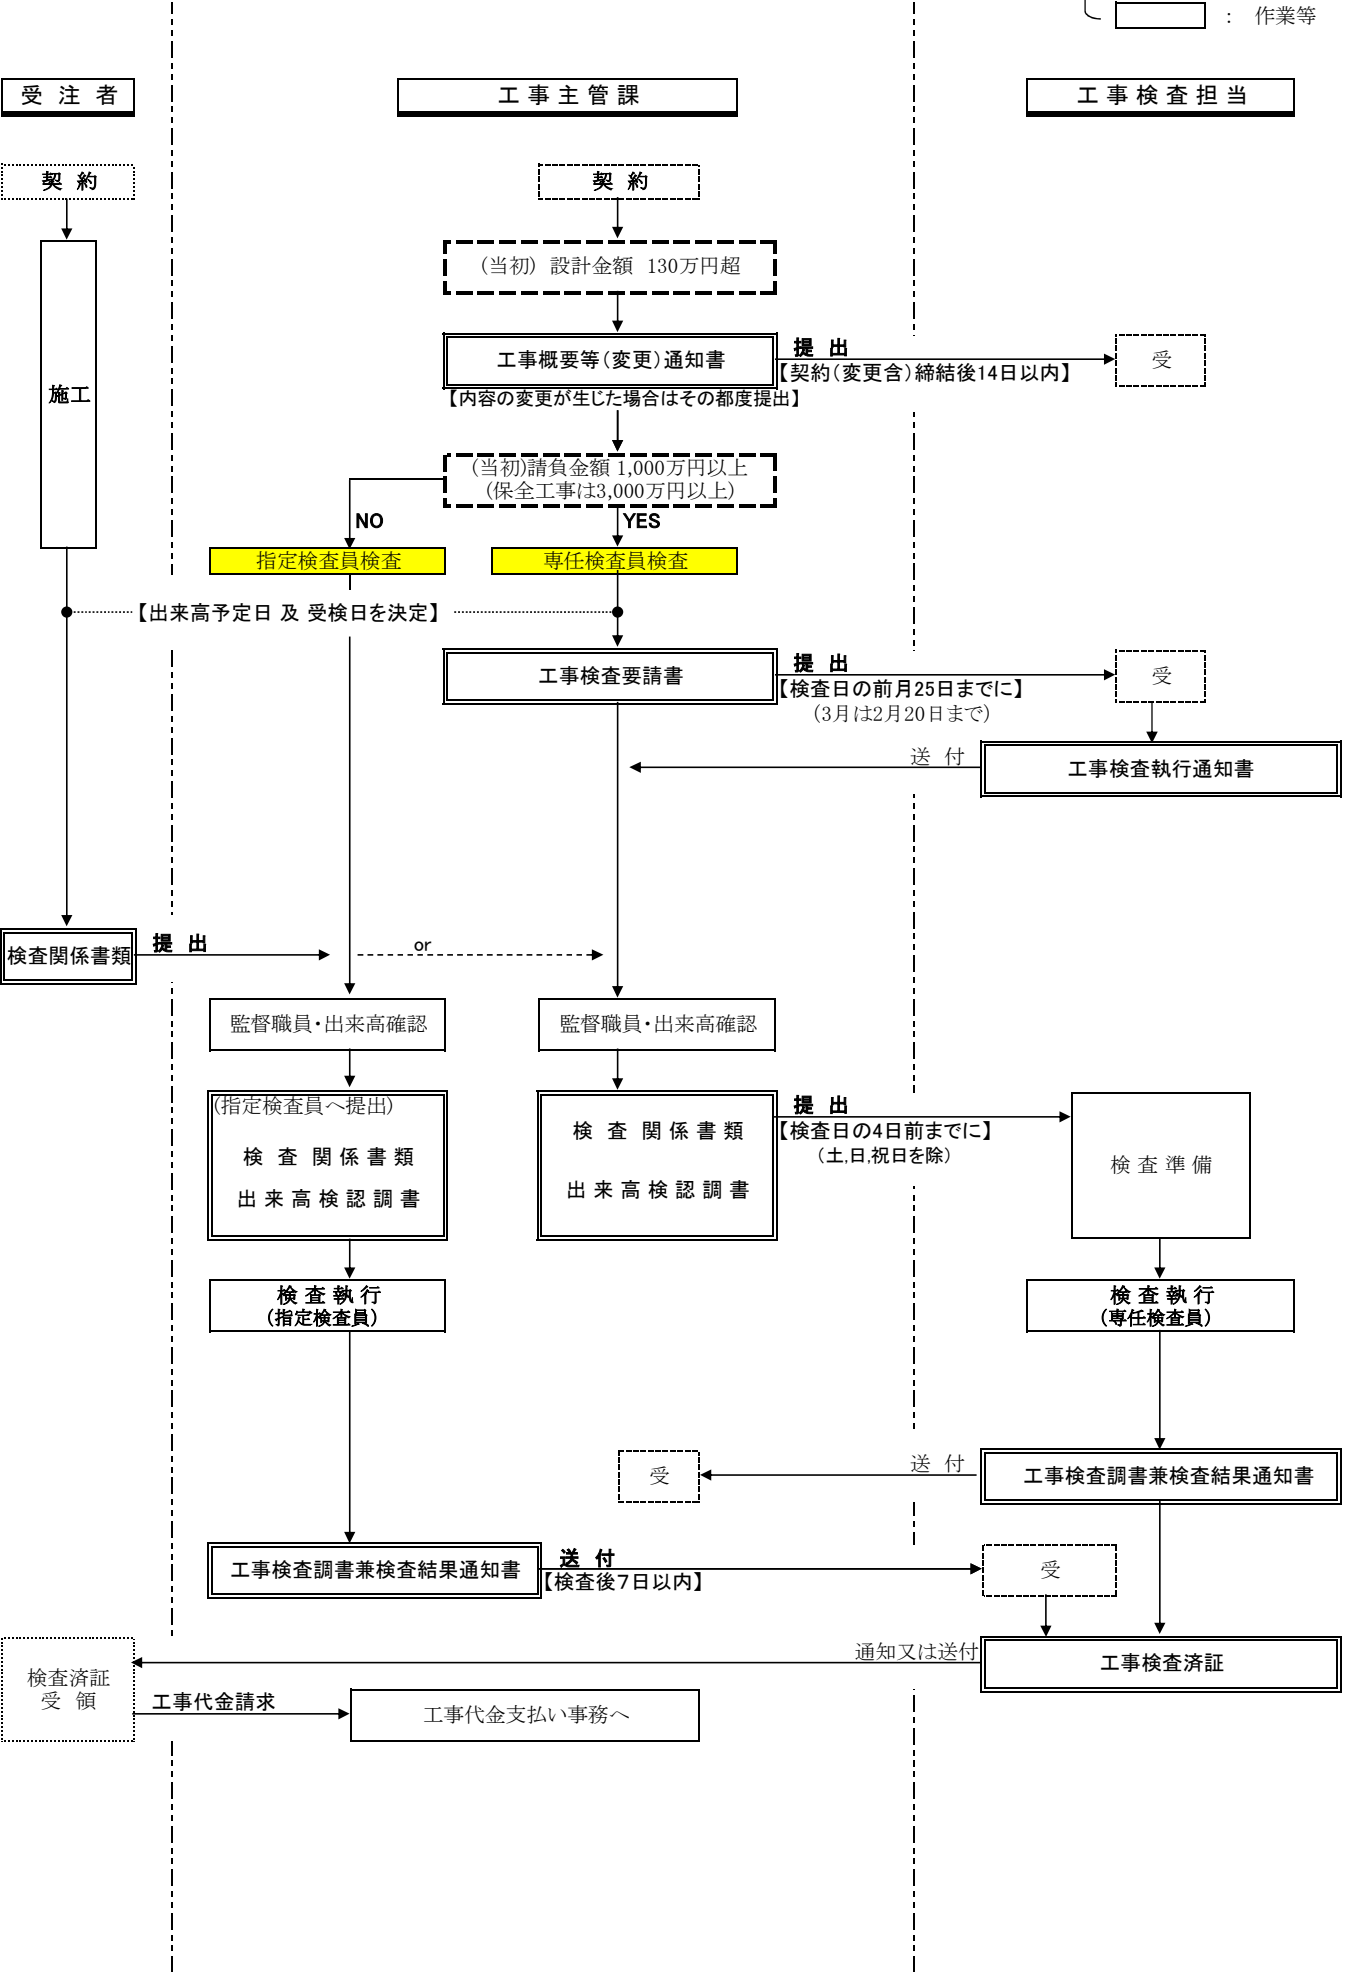 ： 作業等
受 注 者
工 事 主 管 課
工 事 検 査 担 当
契 約
契 約
(当初) 設計金額 130万円超
工事概要等（変更）通知書
提 出
受
【契約（変更含）締結後14日以内】
【内容の変更が生じた場合はその都度提出】
施工
(当初)請負金額 1,000万円以上
(保全工事は3,000万円以上)
NO
YES
指定検査員検査
専任検査員検査
【出来高予定日 及 受検日を決定】
工事検査要請書
提 出
受
【検査日の前月25日までに】
(3月は2月20日まで)
送 付
工事検査執行通知書
検査関係書類
提 出
or
監督職員・出来高確認
監督職員・出来高確認
(指定検査員へ提出)
検 査 関 係 書 類
出 来 高 検 認 調 書
検 査 関 係 書 類
出 来 高 検 認 調 書
提 出
【検査日の4日前までに】
（土,日,祝日を除）
検 査 準 備
検 査 執 行
（指定検査員）
検 査 執 行
（専任検査員）
受
送 付
工事検査調書兼検査結果通知書
工事検査調書兼検査結果通知書
送 付
【検査後７日以内】
受
通知又は送付
工事検査済証
検査済証
受 領
工事代金請求
工事代金支払い事務へ